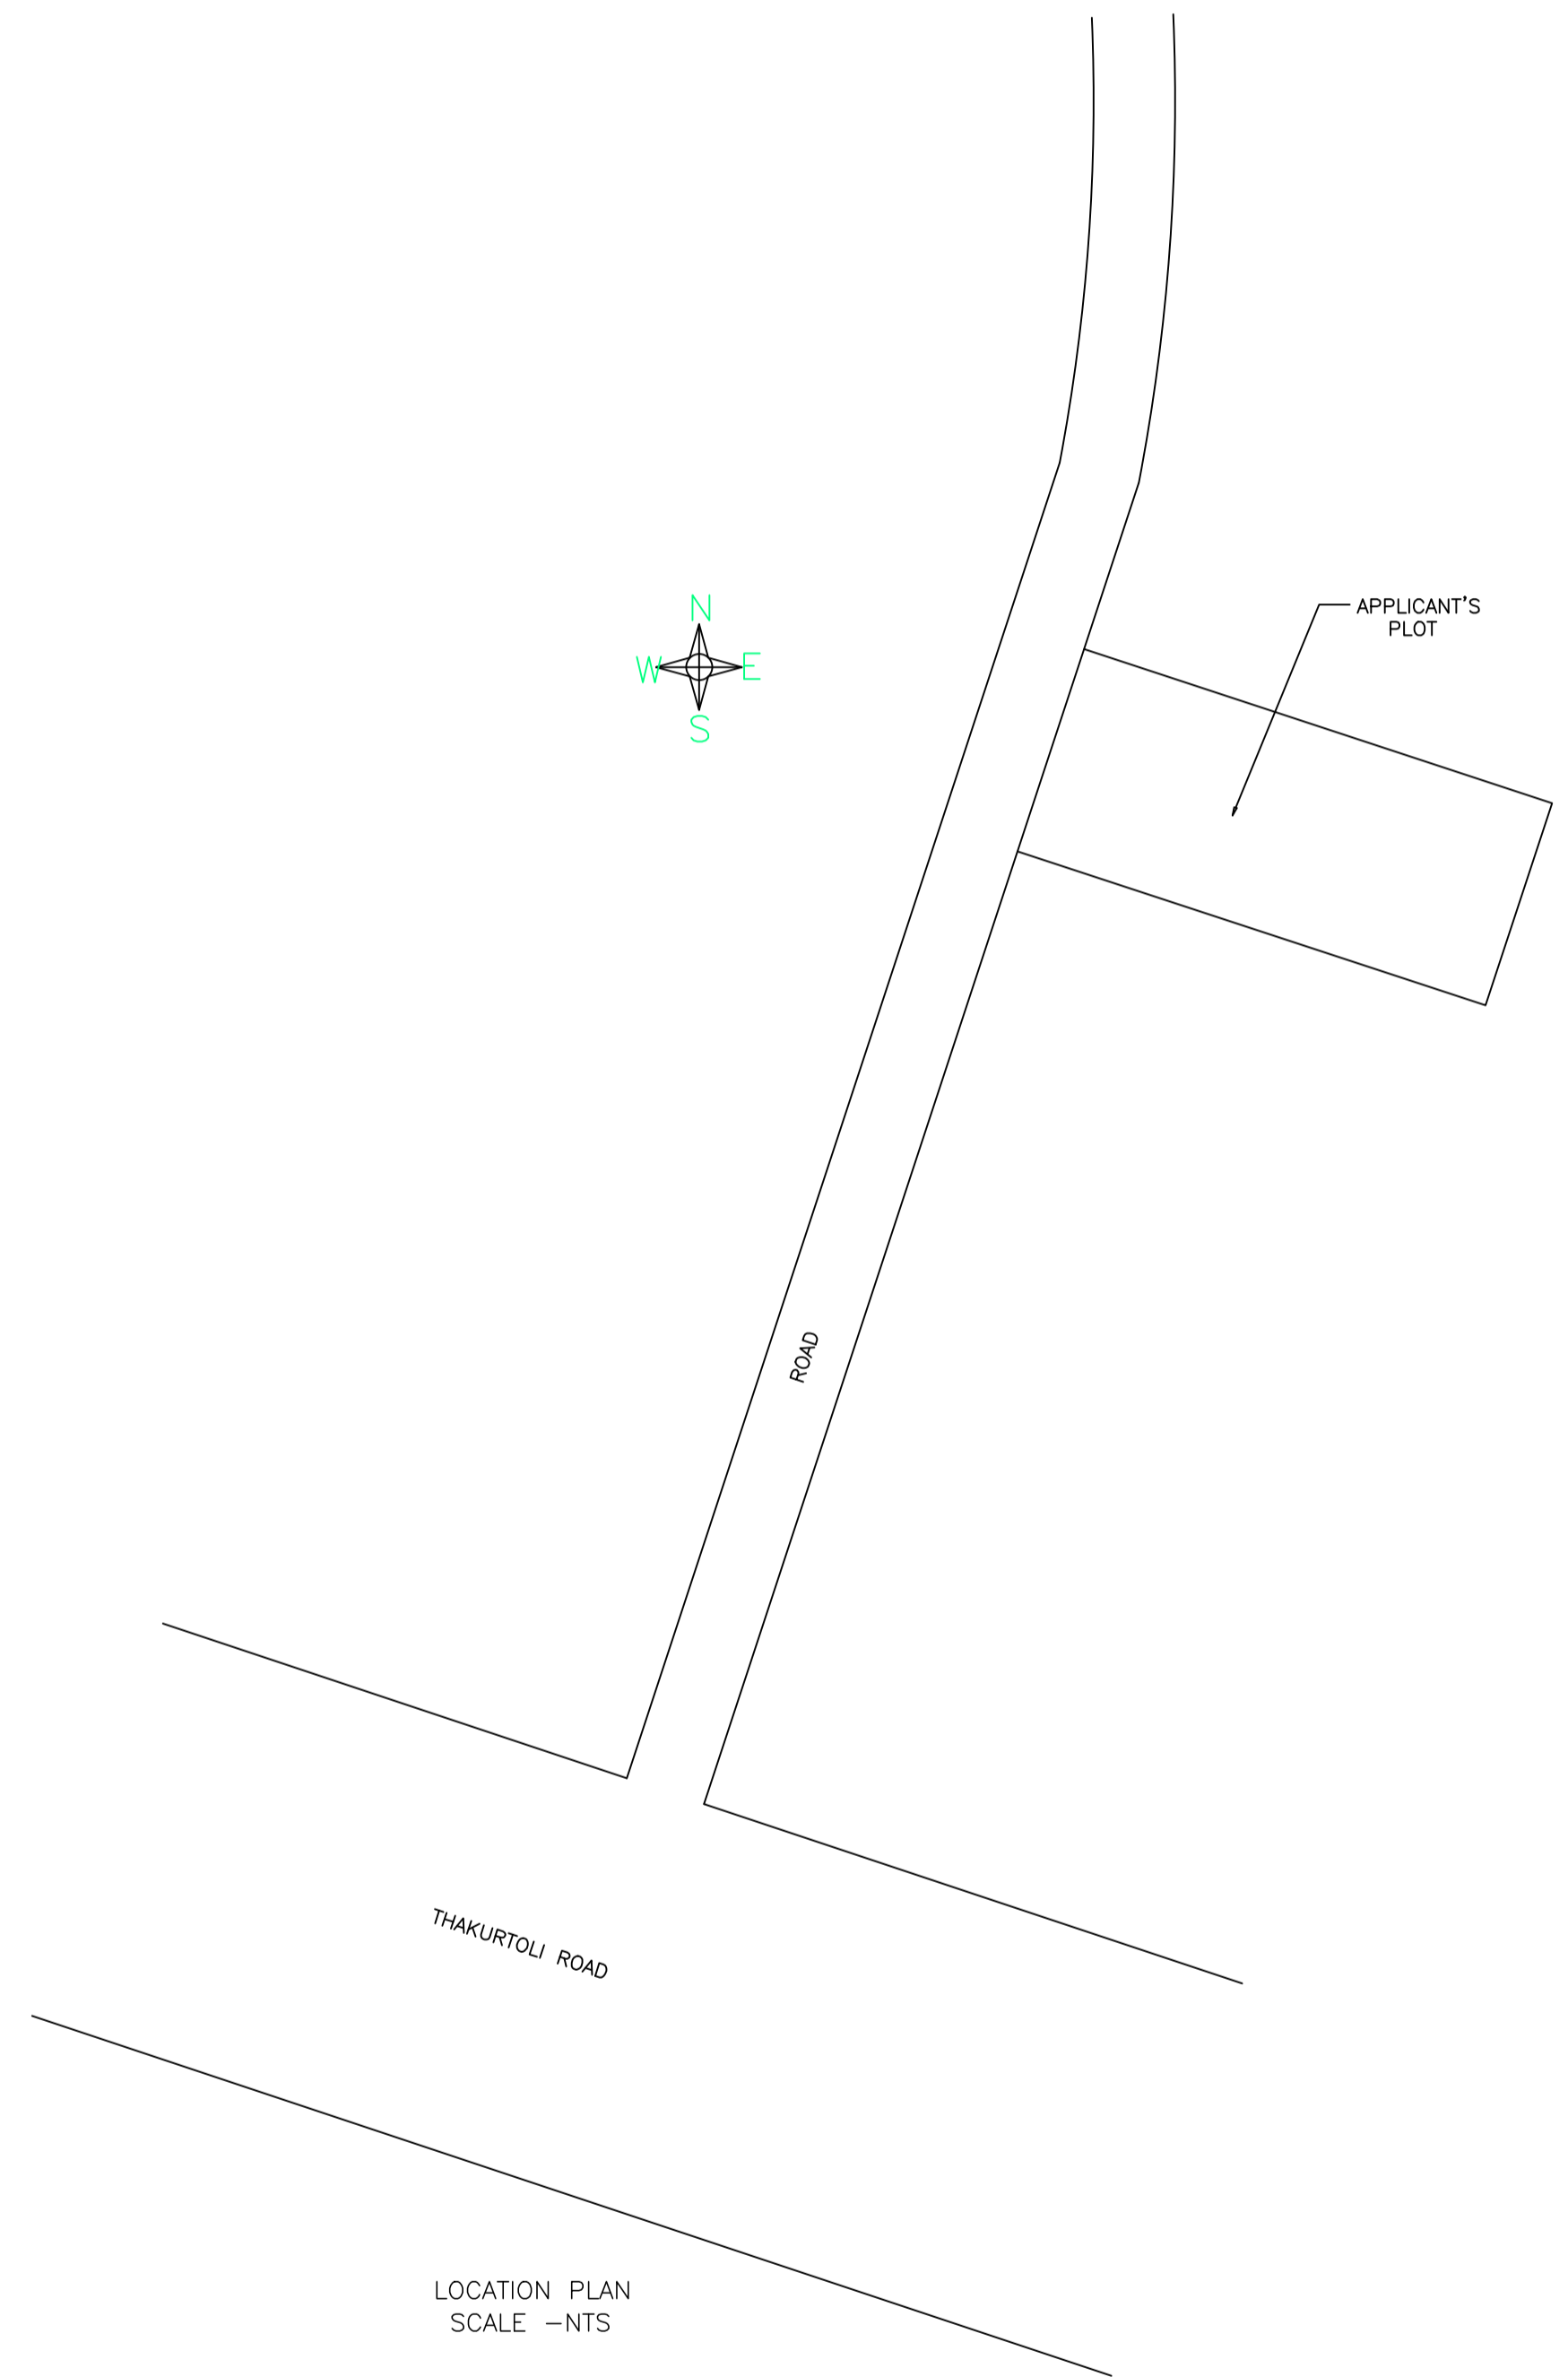 N
W E
S
APPLICANT'S
PLOT
ROAD
THAKURTOLI ROAD
LOCATION PLAN
SCALE -NTS